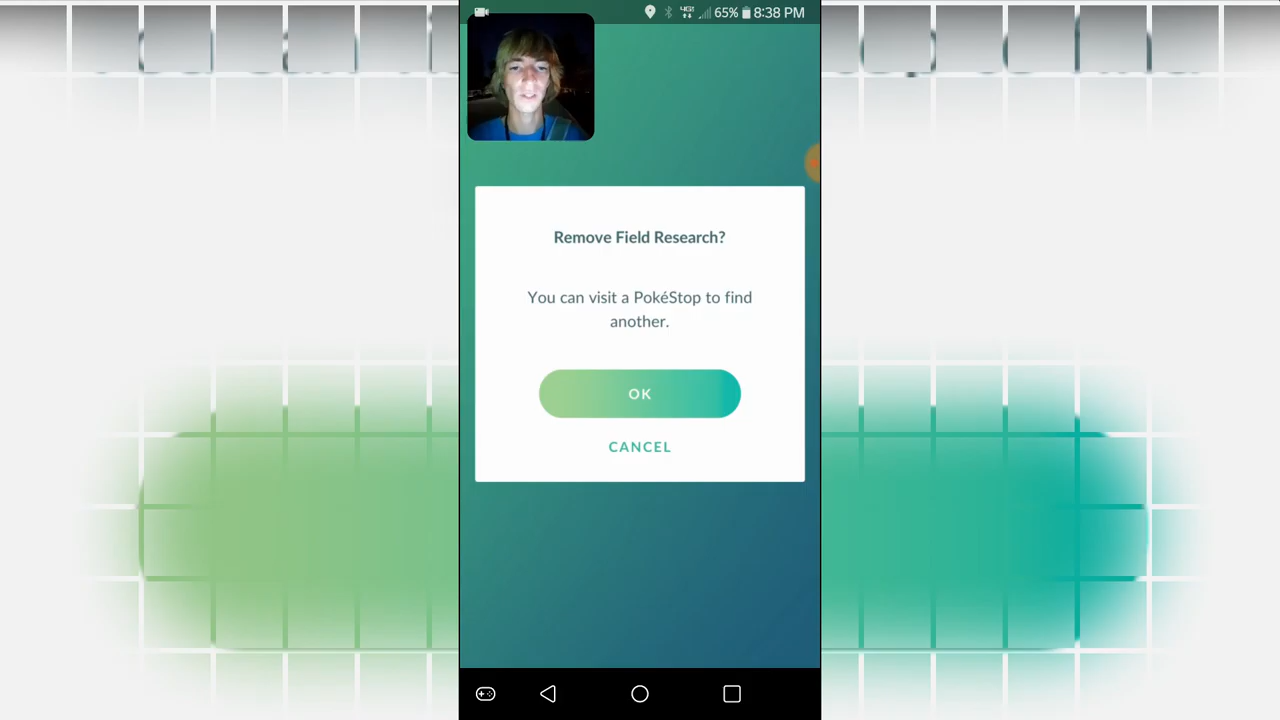 65% 8:38 PM
Remove Field Research?
You can visit a PokéStop to find
another.
OK
CANCEL